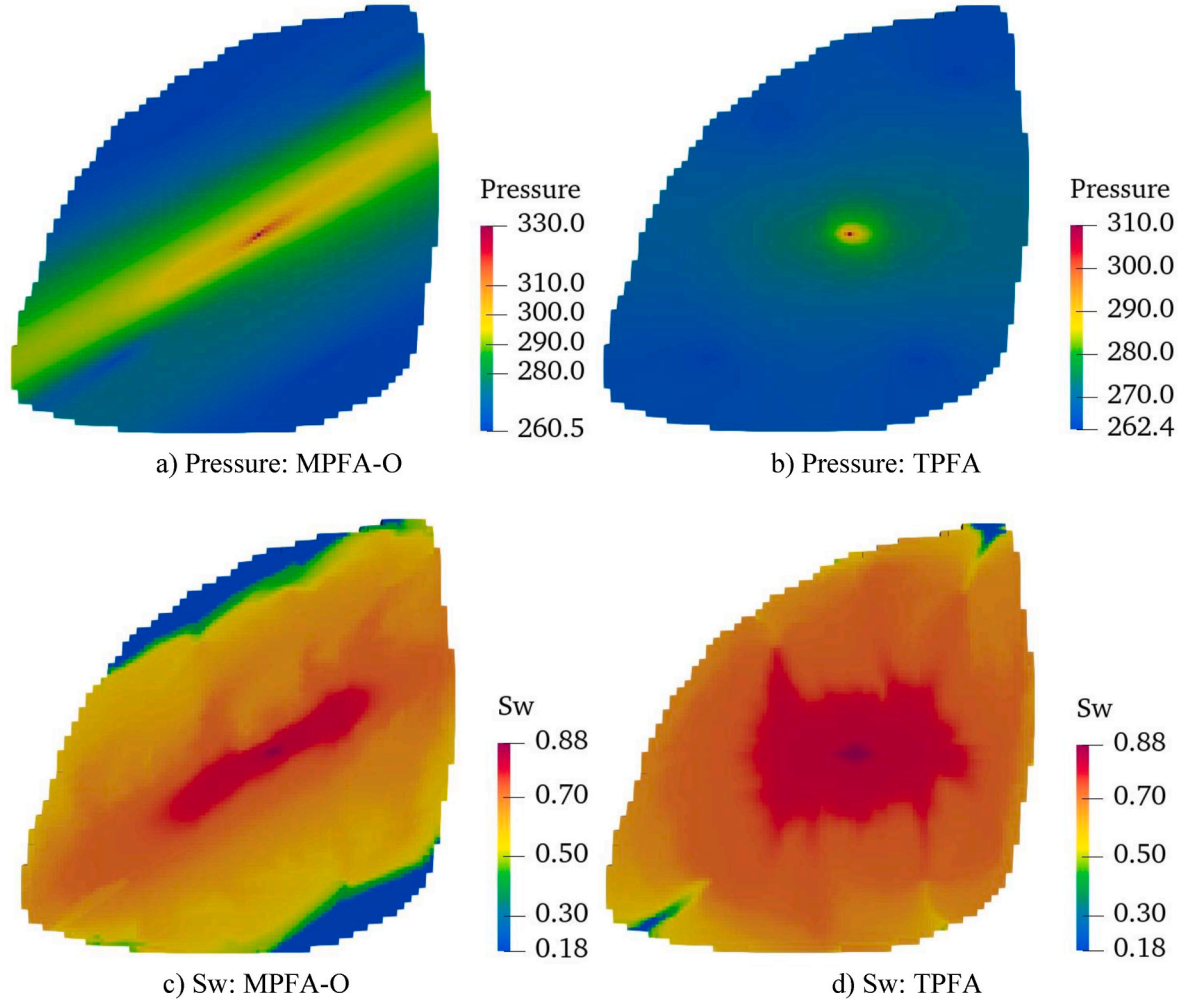 Pressure
330.0
310.0
300.0
290.0
280.0
260.5
a) Pressure: MPFA-O
Pressure
310.0
300.0
290.0
280.0
270.0
262.4
b) Pressure: TPFA
Sw
0.88
0.70
0.50
0.30
0.18
c) Sw: MPFA-O
Sw
0.88
0.70
0.50
0.30
0.18
d) Sw: TPFA